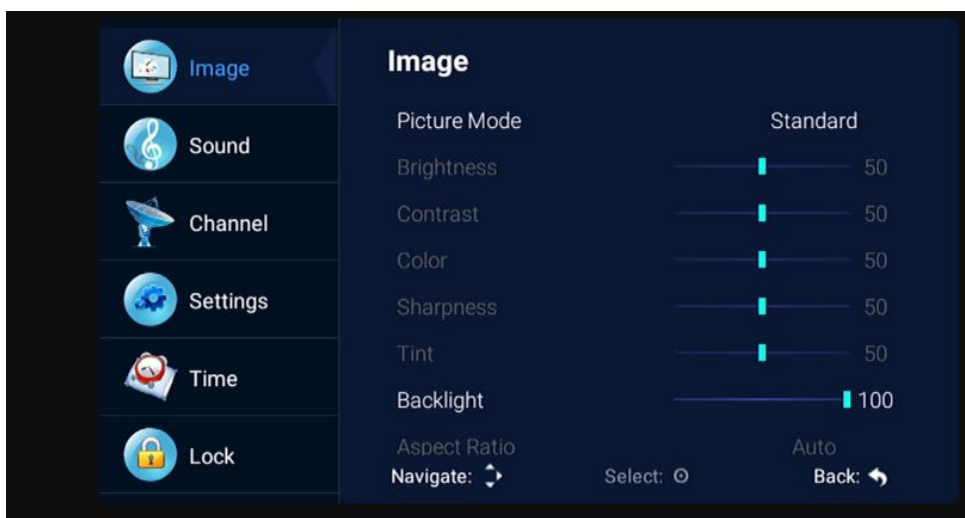 Image
Sound
Channel
Settings
Time
Lock
Image
Picture Mode Standard
Brightness 50
Contrast 50
Color 50
Sharpness 50
Tint 50
Backlight 100
Aspect Ratio Auto
Navigate: Select: Back: